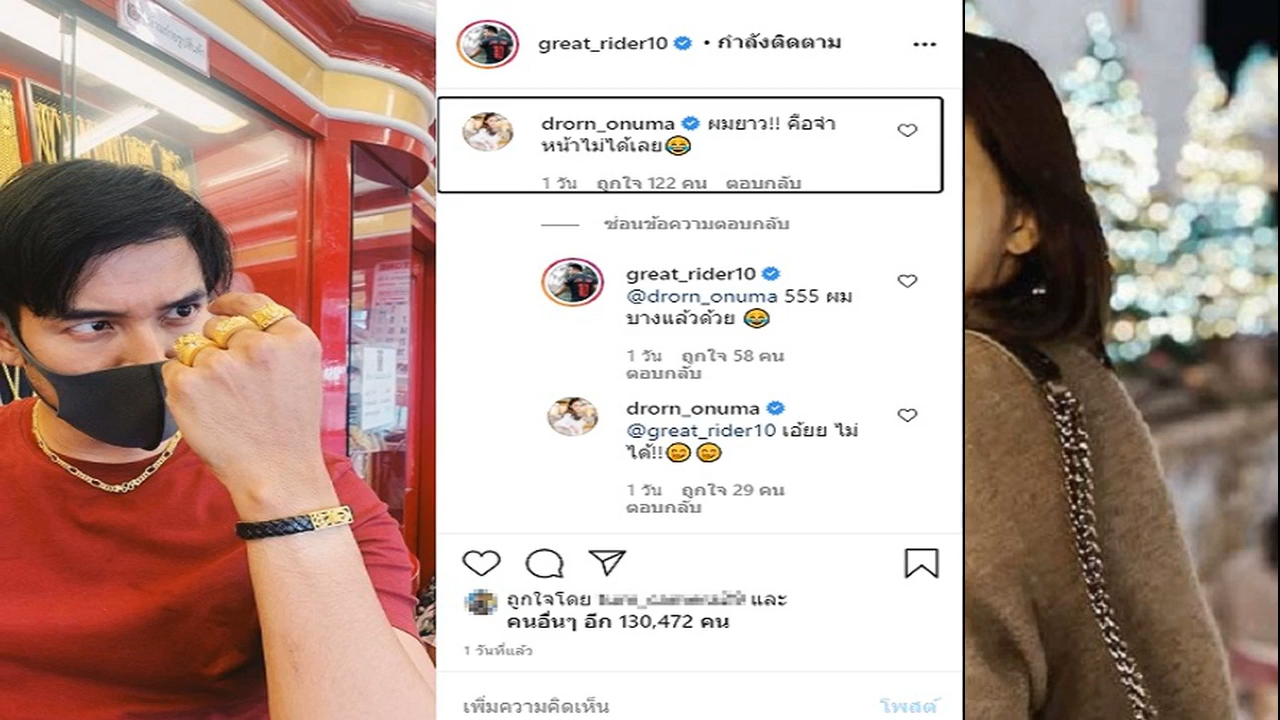 great_rider10 • กำลังติดตาม
drorn_onuma ผมยาว!! คือจำ
หน้าไม่ได้เลย😂
1 วัน ถูกใจ 122 คน ตอบกลับ
ซ่อนข้อความตอบกลับ
great_rider10
@drorn_onuma 555 ผม
บางแล้วด้วย 😂
1 วัน ถูกใจ 58 คน
ตอบกลับ
drorn_onuma
@great_rider10 เอ้ยย ไม่
ได้!!😁😁
1 วัน ถูกใจ 29 คน
ตอบกลับ
ถูกใจโดย และ
คนอื่นๆ อีก 130,472 คน
1 วันที่แล้ว
เพิ่มความคิดเห็น
โพสต์